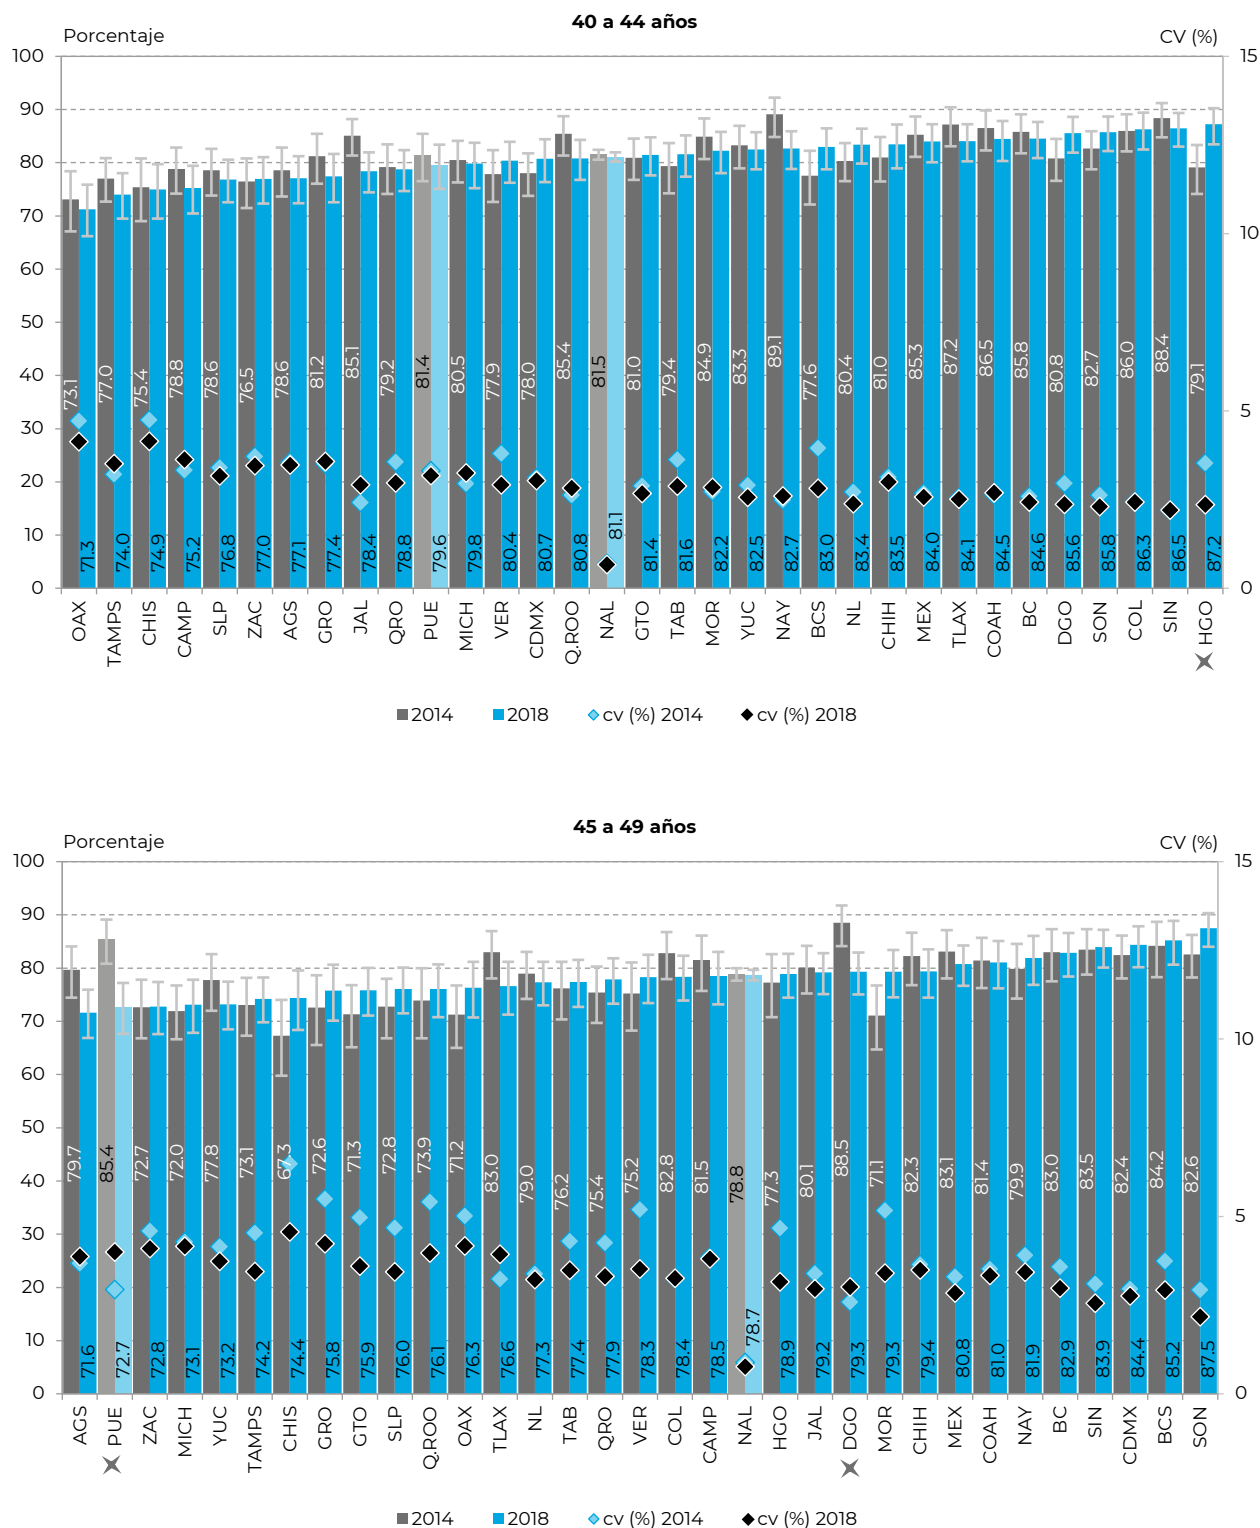 40 a 44 años
Porcentaje
CV (%)
100
90
80
70
60
50
40
30
20
10
0
15
10
5
0
73.1 77.0 75.4 78.8 78.6 76.5 78.6 81.2 85.1 79.2 81.4 80.5 77.9 78.0 85.4 81.5 81.0 79.4 84.9 83.3 89.1 77.6 80.4 81.0 85.3 87.2 86.5 85.8 80.8 82.7 86.0 88.4 79.1
71.3 74.0 74.9 75.2 76.8 77.0 77.1 77.4 78.4 78.8 79.6 79.8 80.4 80.7 80.8 81.1 81.4 81.6 82.2 82.5 82.7 83.0 83.4 83.5 84.0 84.1 84.5 84.6 85.6 85.8 86.3 86.5 87.2
OAX TAMPS CHIS CAMP SLP ZAC AGS GRO JAL QRO PUE MICH VER CDMX Q.ROO NAL GTO TAB MOR YUC NAY BCS NL CHIH MEX TLAX COAH BC DGO SON COL SIN HGO
2014 2018 cv (%) 2014 cv (%) 2018
45 a 49 años
Porcentaje
CV (%)
100
90
80
70
60
50
40
30
20
10
0
15
10
5
0
79.7 85.4 72.7 72.0 77.8 73.1 67.3 72.6 71.3 72.8 73.9 71.2 83.0 79.0 76.2 75.4 75.2 82.8 81.5 78.8 77.3 80.1 88.5 71.1 82.3 83.1 81.4 79.9 83.0 83.5 82.4 84.2 82.6
71.6 72.7 72.8 73.1 73.2 74.2 74.4 75.8 75.9 76.0 76.1 76.3 76.6 77.3 77.4 77.9 78.3 78.4 78.5 78.7 78.9 79.2 79.3 79.3 79.4 80.8 81.0 81.9 82.9 83.9 84.4 85.2 87.5
AGS PUE ZAC MICH YUC TAMPS CHIS GRO GTO SLP Q.ROO OAX TLAX NL TAB QRO VER COL CAMP NAL HGO JAL DGO MOR CHIH MEX COAH NAY BC SIN CDMX BCS SON
2014 2018 cv (%) 2014 cv (%) 2018